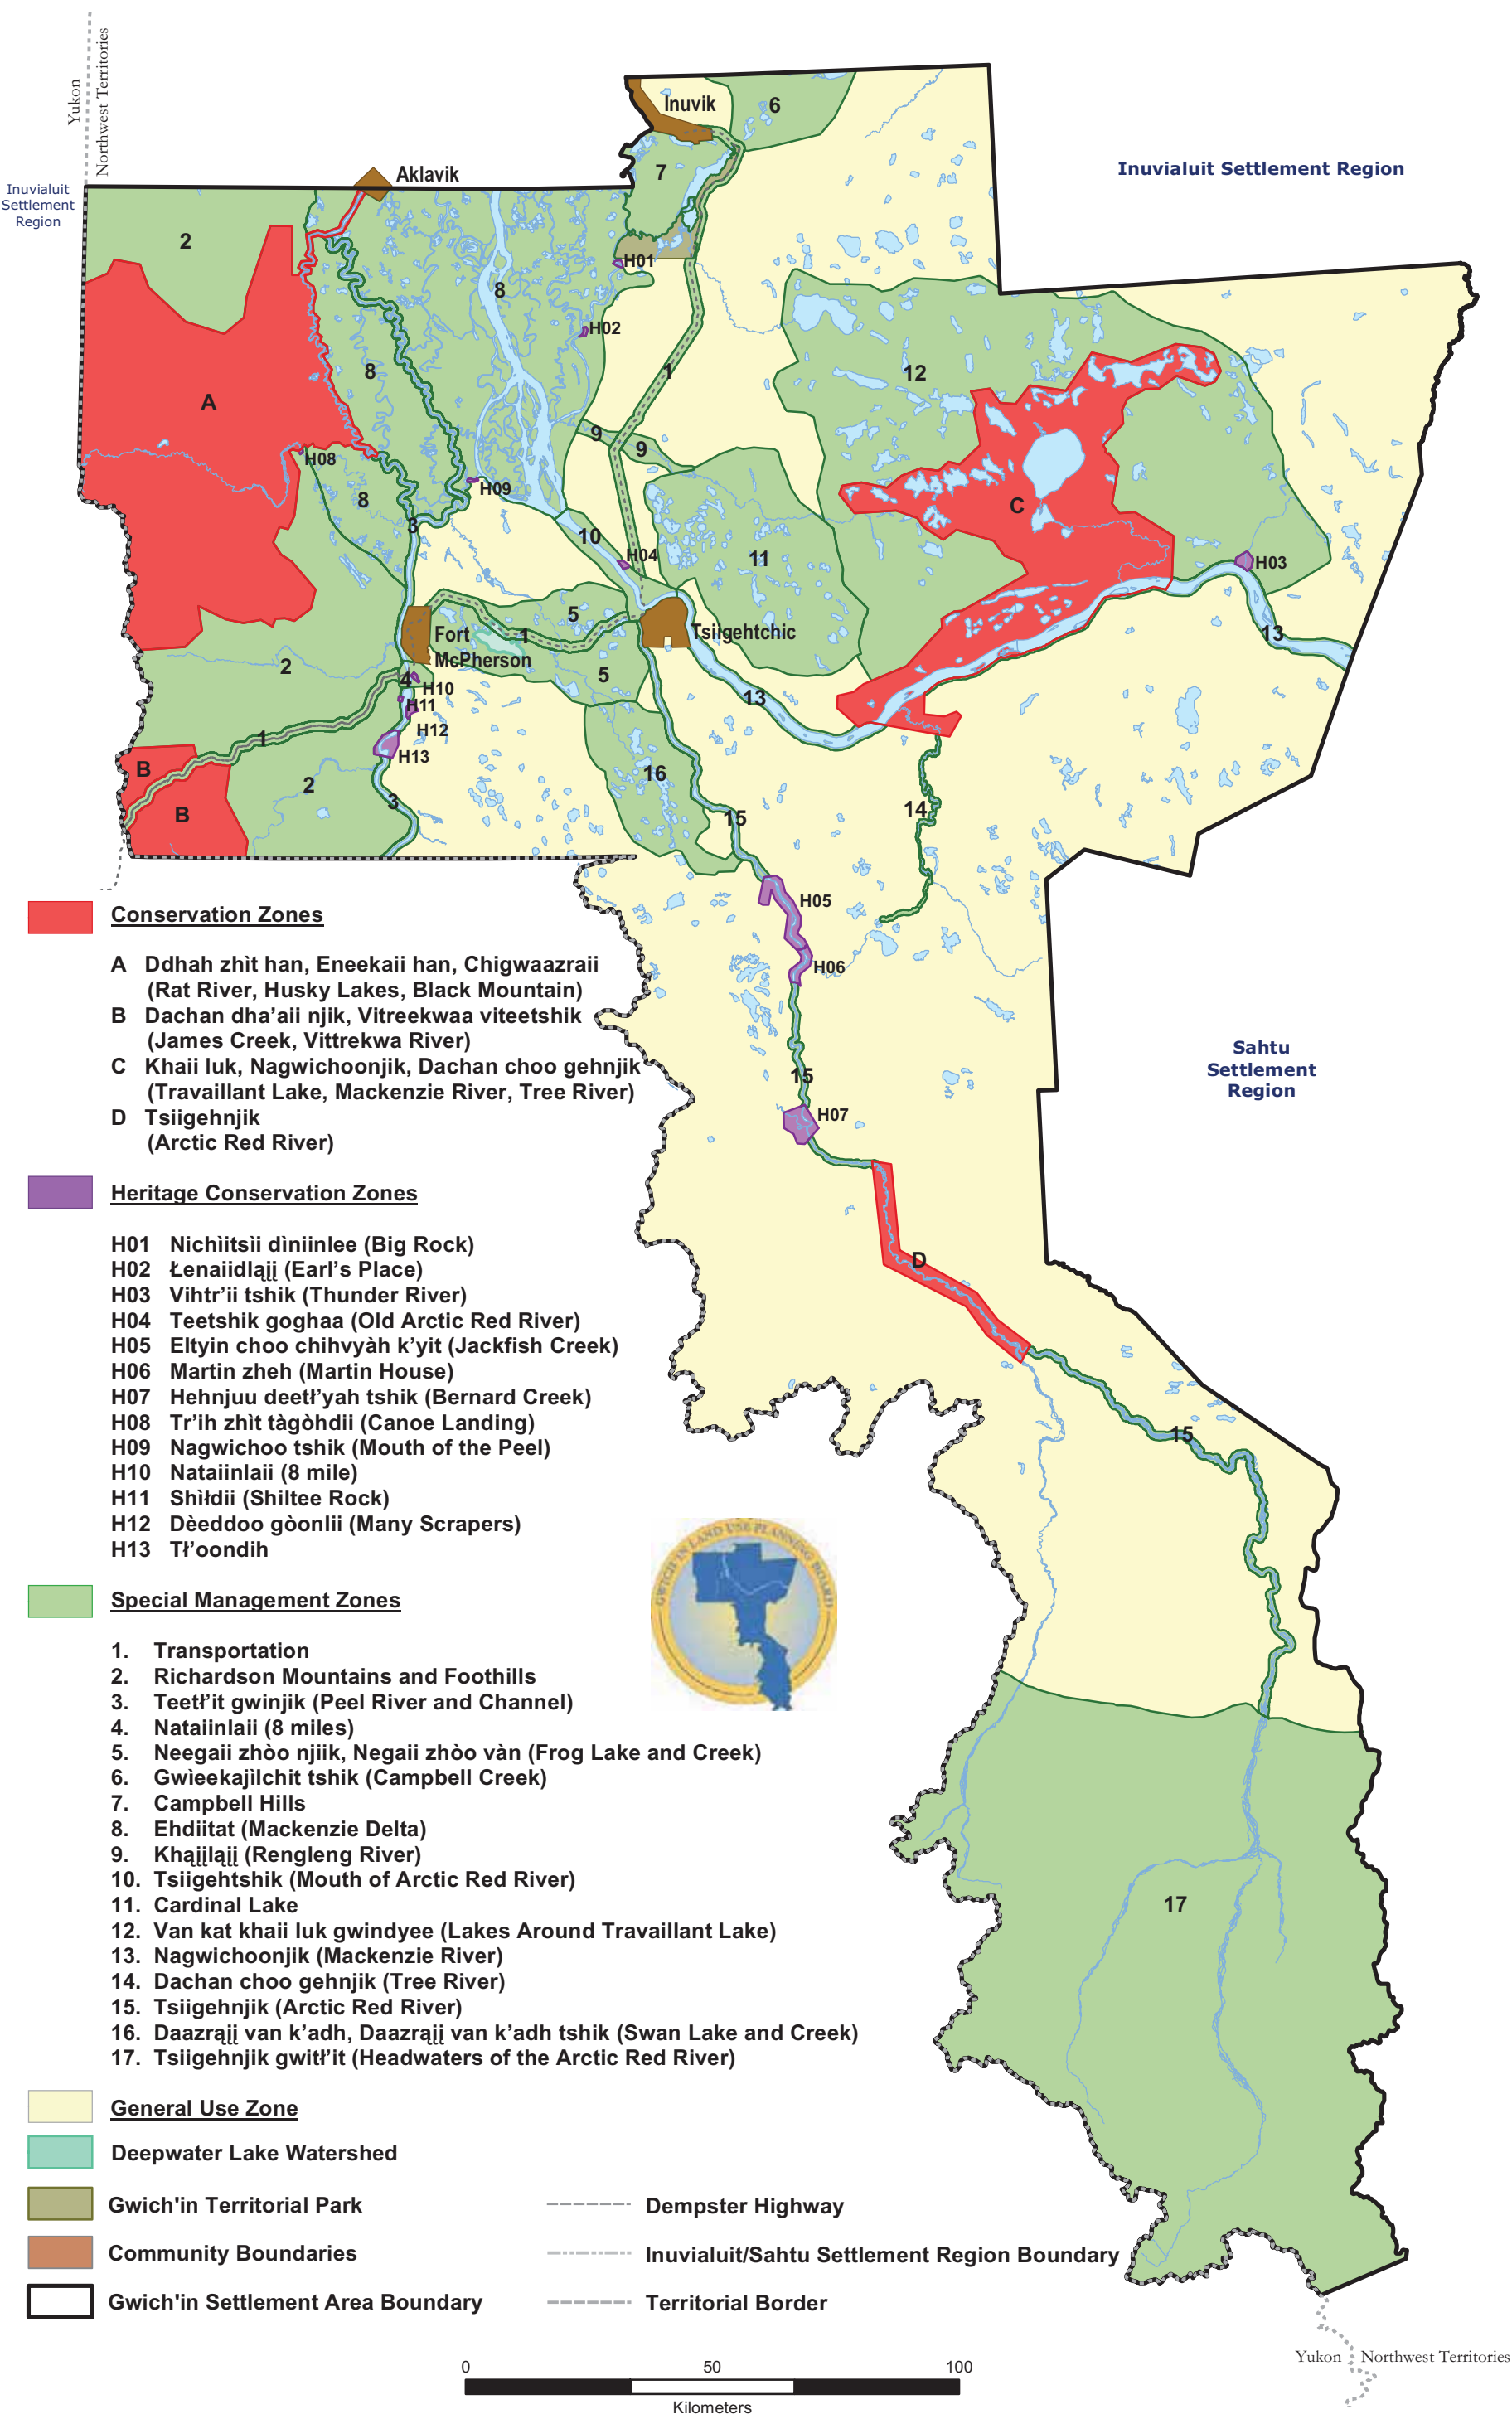 Yukon
Northwest Territories
Inuvialuit
Settlement
Region
Inuvialuit Settlement Region
Inuvik
6
7
Aklavik
2
H01
8
H02
1
12
8
A
9
9
H08
H09
8
C
3
10
H04
11
H03
5
Fort
McPherson
1
Tsiigehtchic
13
2
4
5
H10
H11
13
H12
1
H13
B
16
2
3
14
B
15
H05
H06
Sahtu
Settlement
Region
15
H07
D
15
17
Conservation Zones
A Ddhah zhìt han, Eneekaii han, Chigwaazraii
(Rat River, Husky Lakes, Black Mountain)
B Dachan dha’aii njik, Vitreekwaa viteetshik
(James Creek, Vittrekwa River)
C Khaii luk, Nagwichoonjik, Dachan choo gehnjik
(Travaillant Lake, Mackenzie River, Tree River)
D Tsiigehnjik
(Arctic Red River)
Heritage Conservation Zones
H01 Nichìitsìi dìniinlee (Big Rock)
H02 Łenaiidląįį (Earl’s Place)
H03 Vihtr’ii tshik (Thunder River)
H04 Teetshik goghaa (Old Arctic Red River)
H05 Eltyin choo chihvyàh k’yit (Jackfish Creek)
H06 Martin zheh (Martin House)
H07 Hehnjuu deetł’yah tshik (Bernard Creek)
H08 Tr’ih zhìt tàgòhdii (Canoe Landing)
H09 Nagwichoo tshik (Mouth of the Peel)
H10 Nataiinlaii (8 mile)
H11 Shìłdii (Shiltee Rock)
H12 Dèeddoo gòonlii (Many Scrapers)
H13 Tł’oondih
GWICH'IN LAND USE PLANNING BOARD
Special Management Zones
1. Transportation
2. Richardson Mountains and Foothills
3. Teetł’it gwinjik (Peel River and Channel)
4. Nataiinlaii (8 miles)
5. Neegaii zhòo njiik, Negaii zhòo vàn (Frog Lake and Creek)
6. Gwìeekajìlchit tshik (Campbell Creek)
7. Campbell Hills
8. Ehdiitat (Mackenzie Delta)
9. Khąįįląįį (Rengleng River)
10. Tsiigehtshik (Mouth of Arctic Red River)
11. Cardinal Lake
12. Van kat khaii luk gwindyee (Lakes Around Travaillant Lake)
13. Nagwichoonjik (Mackenzie River)
14. Dachan choo gehnjik (Tree River)
15. Tsiigehnjik (Arctic Red River)
16. Daazrąįį van k’adh, Daazrąįį van k’adh tshik (Swan Lake and Creek)
17. Tsiigehnjik gwitł’it (Headwaters of the Arctic Red River)
General Use Zone
Deepwater Lake Watershed
Gwich'in Territorial Park
Community Boundaries
Gwich'in Settlement Area Boundary
Dempster Highway
Inuvialuit/Sahtu Settlement Region Boundary
Territorial Border
0 50 100
Kilometers
Yukon
Northwest Territories